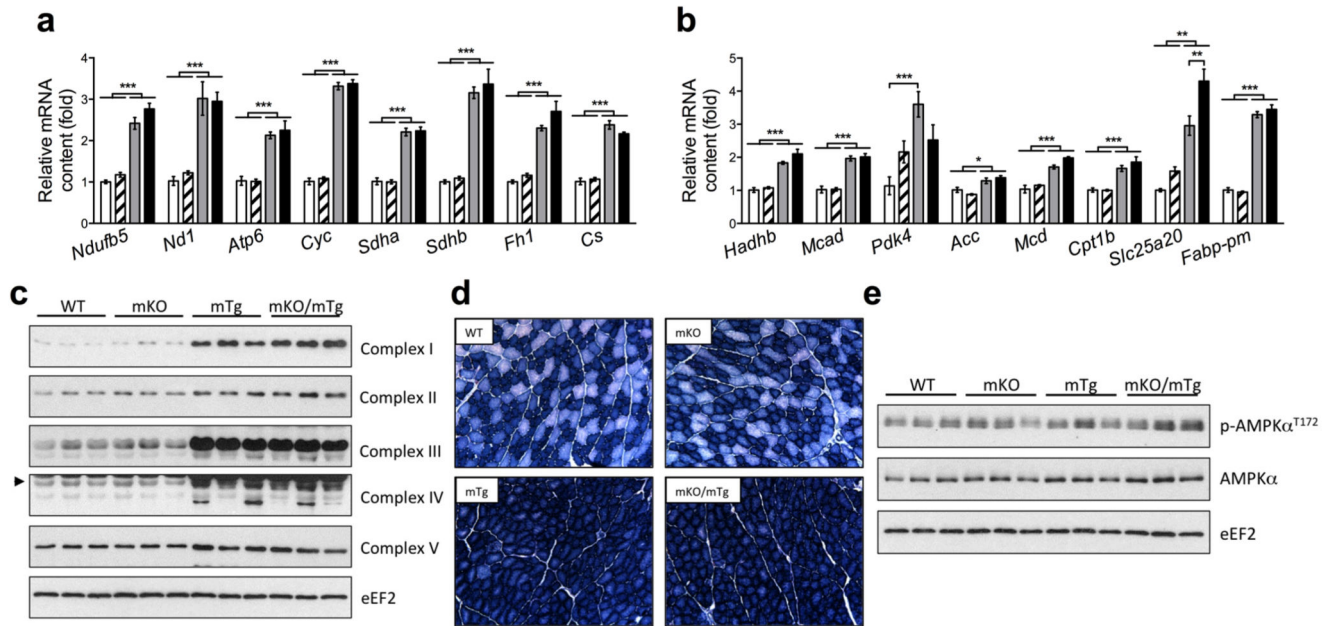 a
Relative mRNA
content (fold)
4
3
2
1
0
*** *** *** *** *** *** *** ***
Ndufb5 Nd1 Atp6 Cyc Sdha Sdhb Fh1 Cs
b
Relative mRNA
content (fold)
5
4
3
2
1
0
*** *** *** * *** *** ** ** ***
Hadhb Mcad Pdk4 Acc Mcd Cpt1b Slc25a20 Fabp-pm
c
WT mKO mTg mKO/mTg
Complex I
Complex II
Complex III
Complex IV
Complex V
eEF2
d
WT mKO
mTg mKO/mTg
e
WT mKO mTg mKO/mTg
p-AMPKα^T172
AMPKα
eEF2